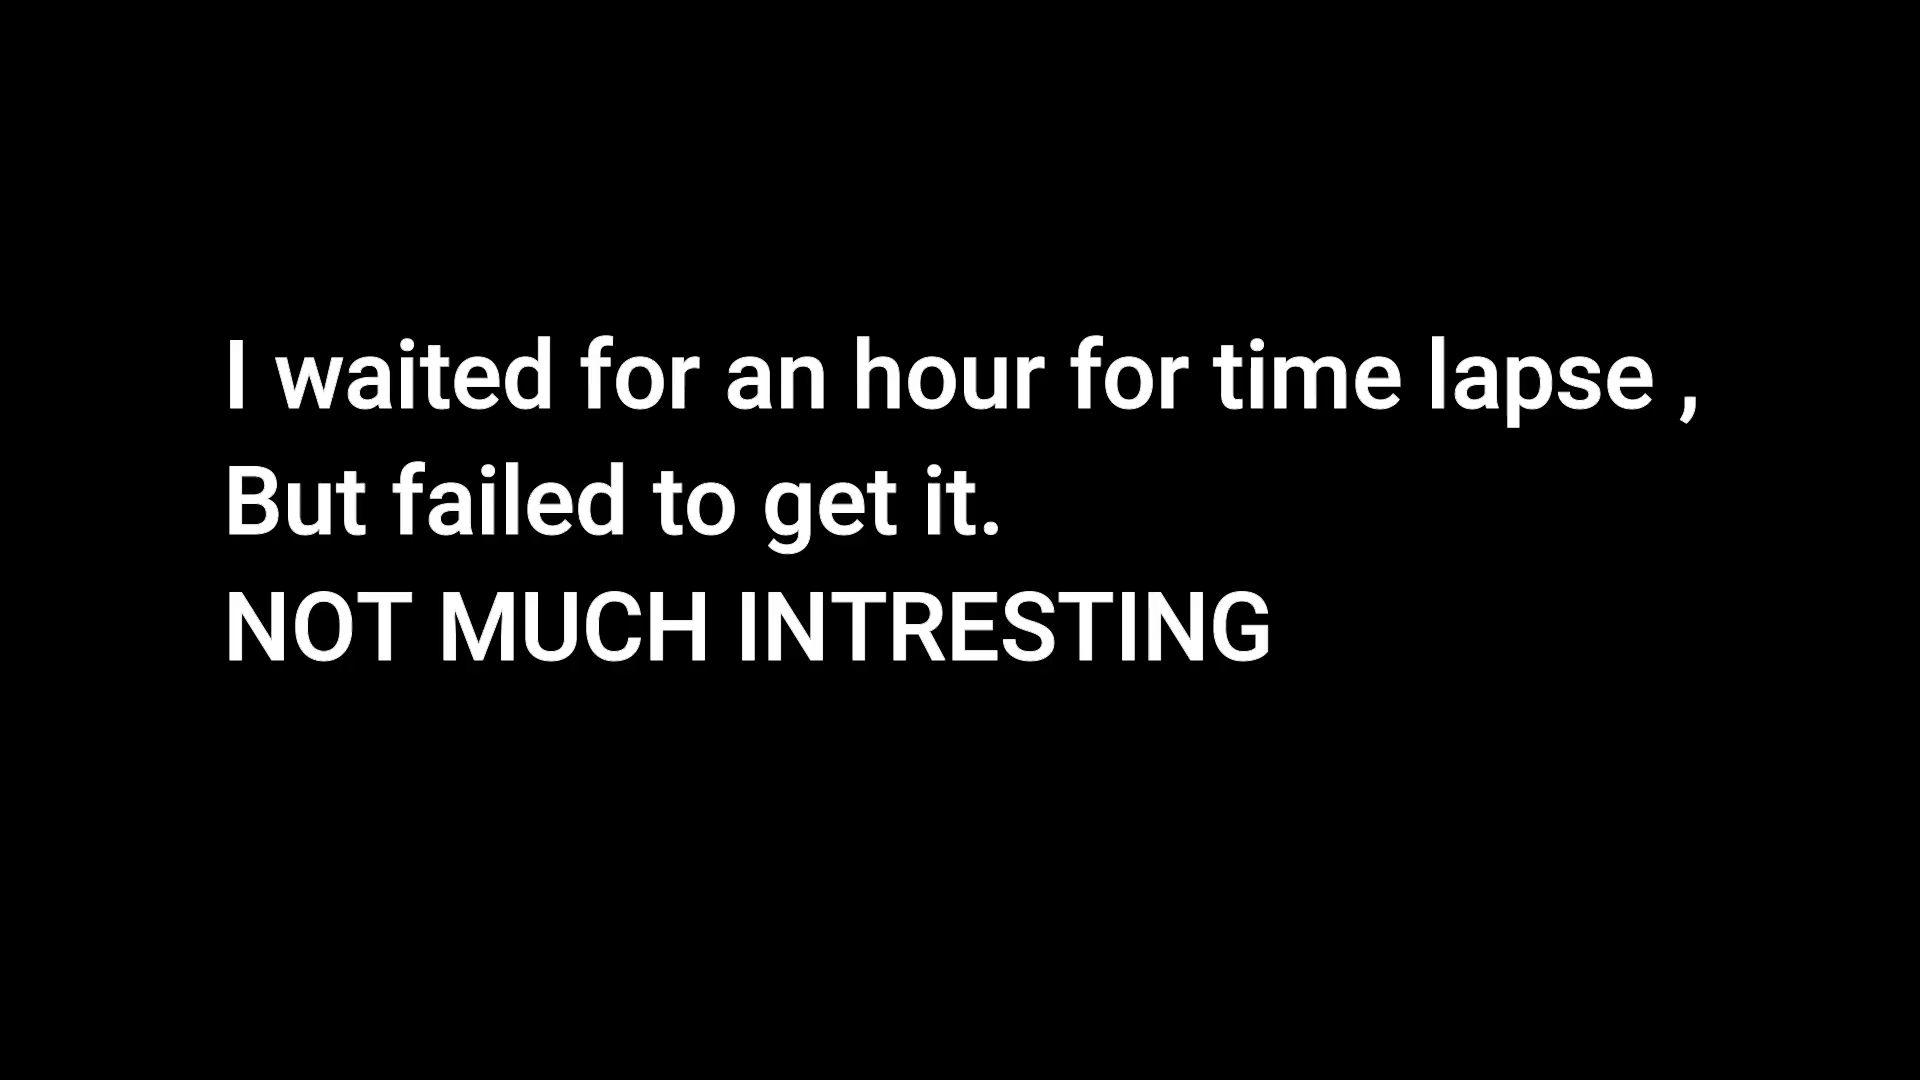 I waited for an hour for time lapse ,
But failed to get it.
NOT MUCH INTRESTING